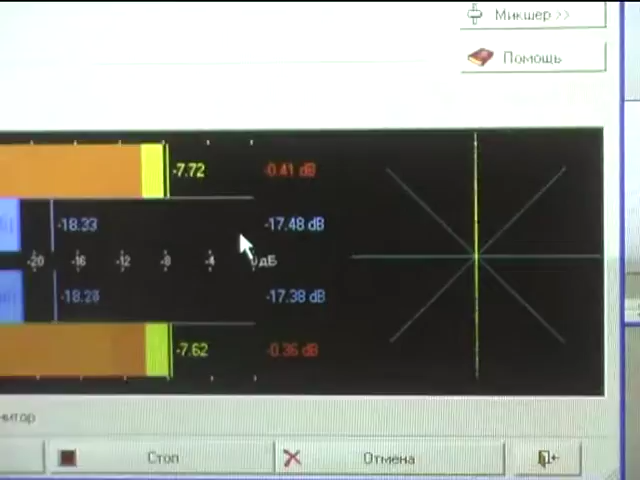 Микшер >>
Помощь
-7.72 -0.41 dB
-18.33 -17.48 dB
-20 -16 -12 -8 -4 0 дБ
-18.28 -17.38 dB
-7.62 -0.36 dB
Стоп Отмена